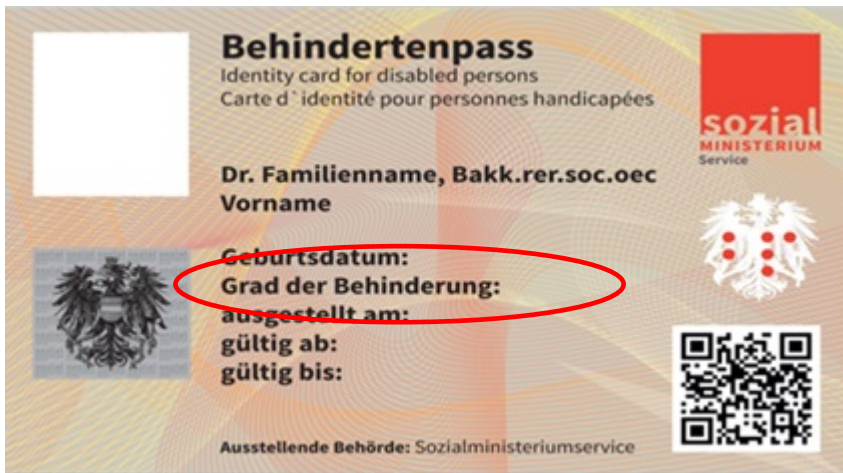 Behindertenpass
Identity card for disabled persons
Carte d`identité pour personnes handicapées
sozial
MINISTERIUM
Service
Dr. Familienname, Bakk.rer.soc.oec
Vorname
Geburtsdatum:
Grad der Behinderung:
ausgestellt am:
gültig ab:
gültig bis:
Ausstellende Behörde: Sozialministeriumservice